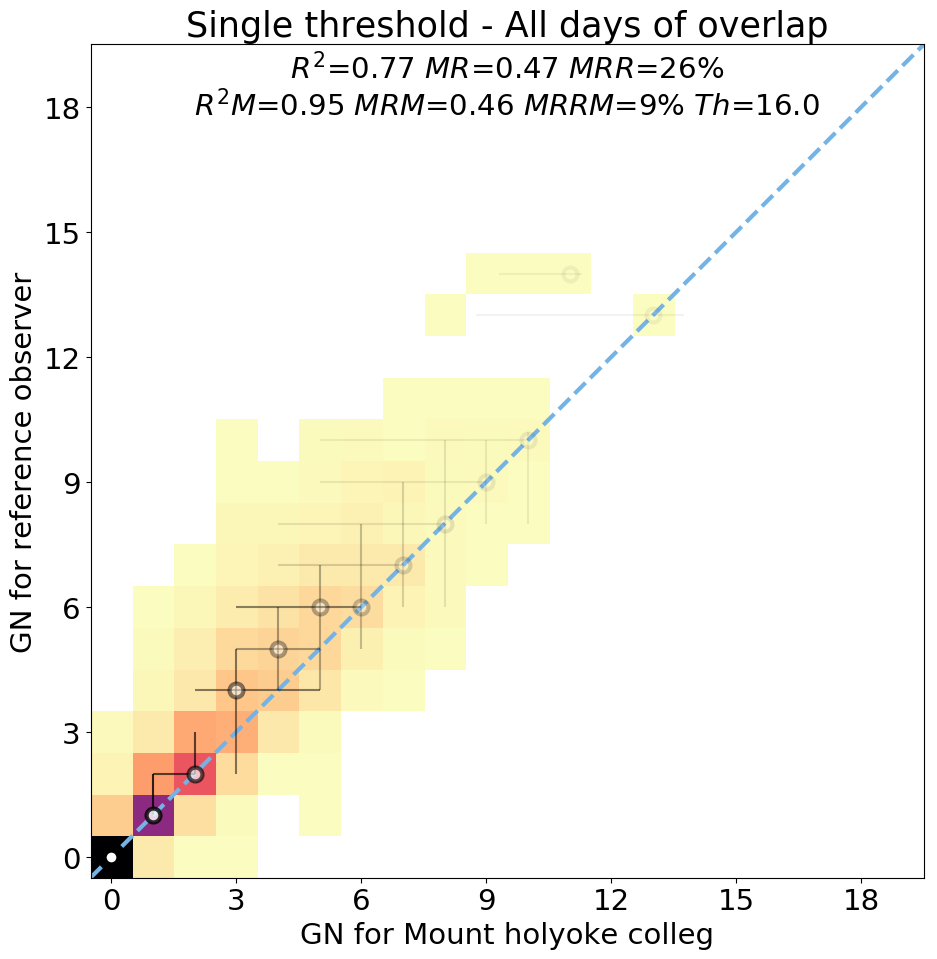 Single threshold - All days of overlap
R²=0.77 MR=0.47 MRR=26%
R²M=0.95 MRM=0.46 MRRM=9% Th=16.0
18
15
12
9
6
3
0
GN for reference observer
0 3 6 9 12 15 18
GN for Mount holyoke colleg